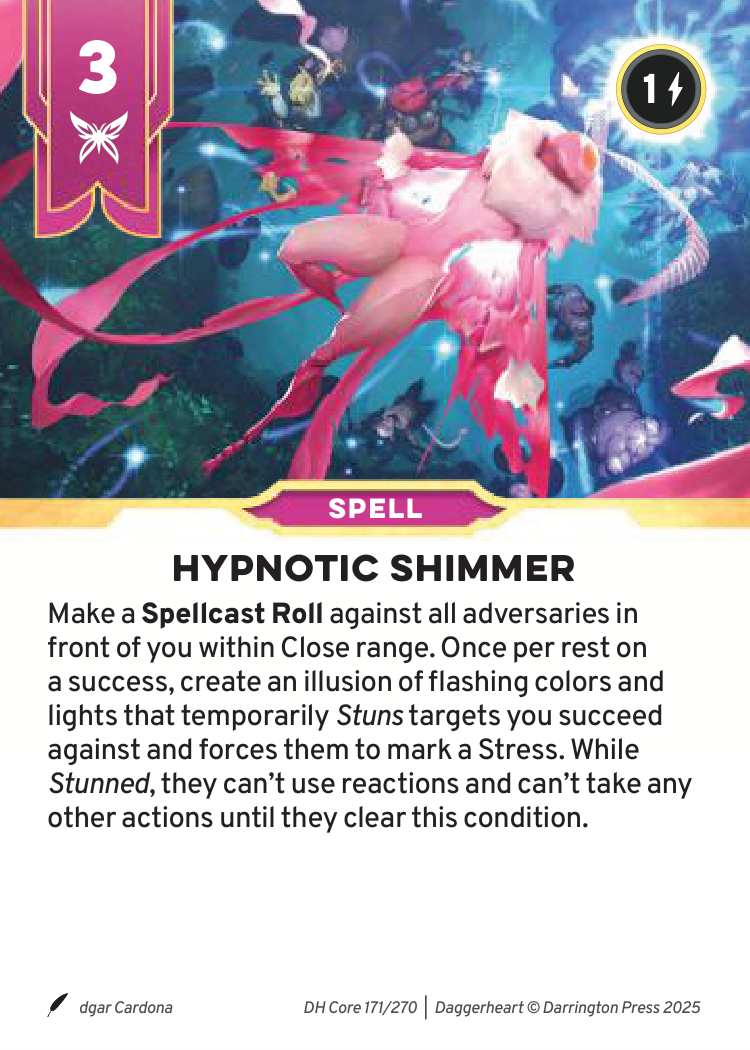 3
1
SPELL
HYPNOTIC SHIMMER
Make a Spellcast Roll against all adversaries in
front of you within Close range. Once per rest on
a success, create an illusion of flashing colors and
lights that temporarily Stuns targets you succeed
against and forces them to mark a Stress. While
Stunned, they can’t use reactions and can’t take any
other actions until they clear this condition.
dgar Cardona
DH Core 171/270 | Daggerheart © Darrington Press 2025